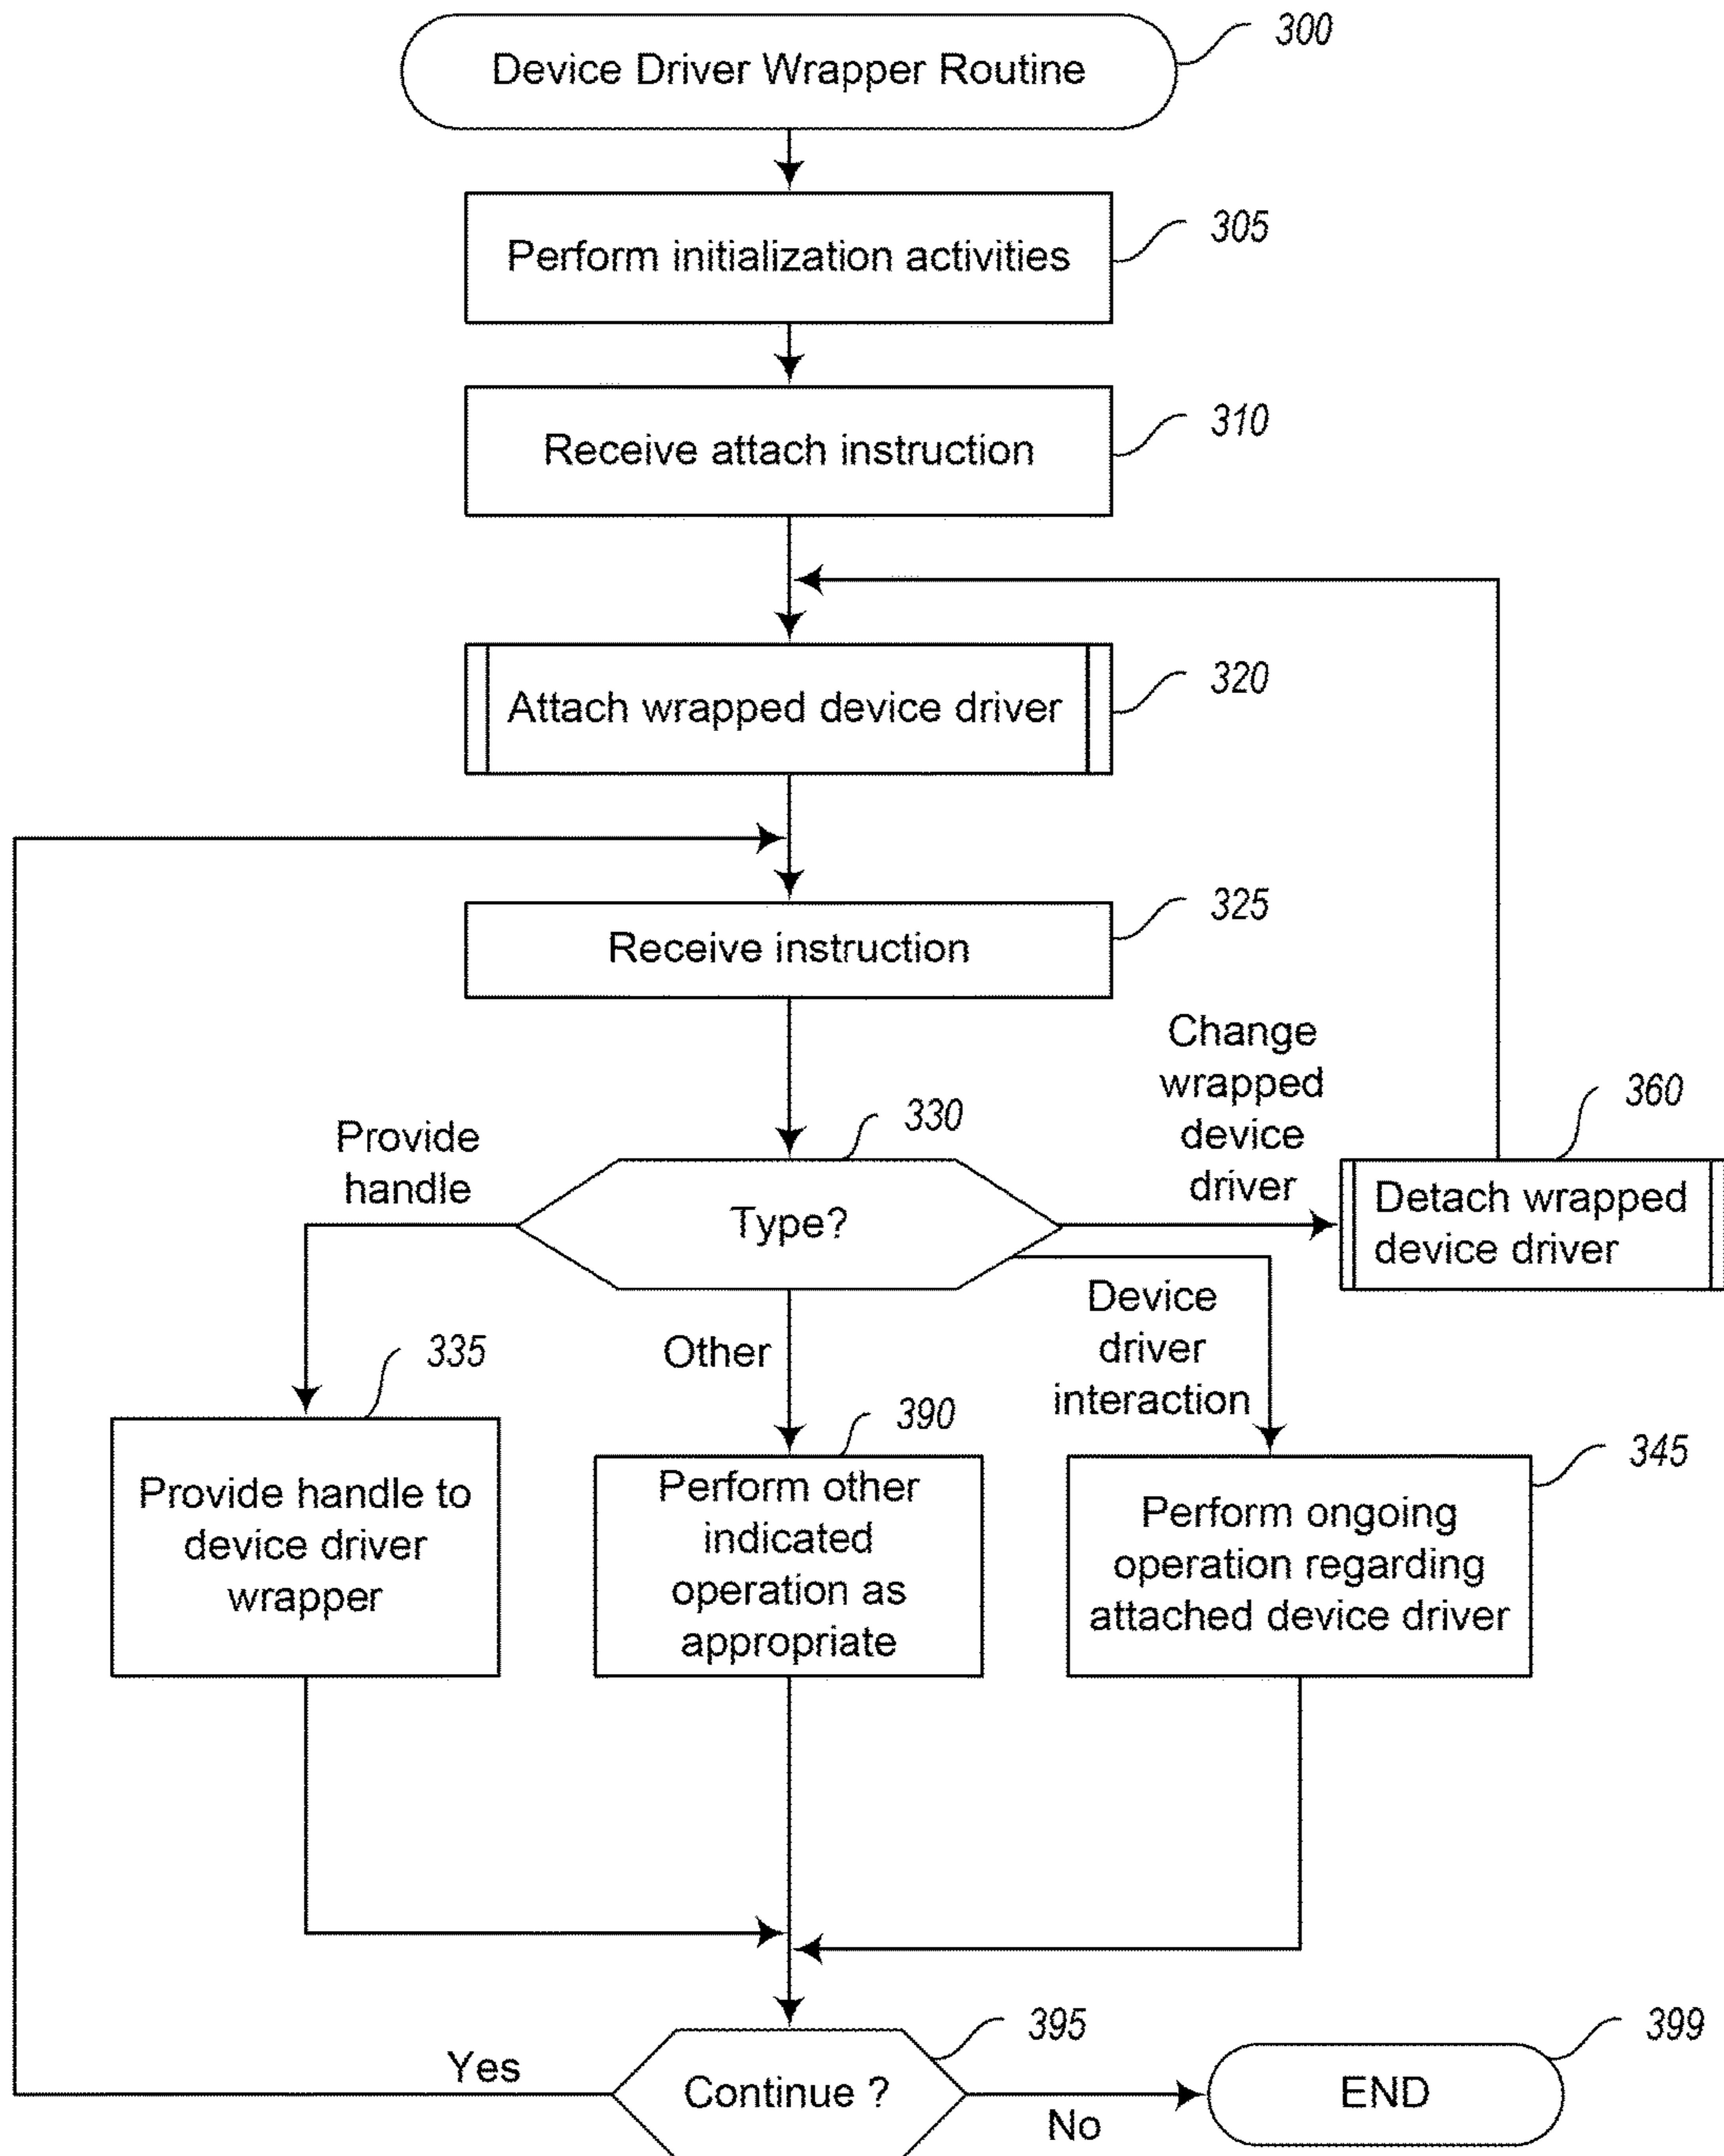 Device Driver Wrapper Routine
300
Perform initialization activities
305
Receive attach instruction
310
Attach wrapped device driver
320
Receive instruction
325
Change
wrapped
device
driver
Provide
handle
330
Type?
360
Detach wrapped
device driver
Device
driver
interaction
Other
335
Provide handle to
device driver
wrapper
390
Perform other
indicated
operation as
appropriate
345
Perform ongoing
operation regarding
attached device driver
395
Continue ?
Yes
No
399
END